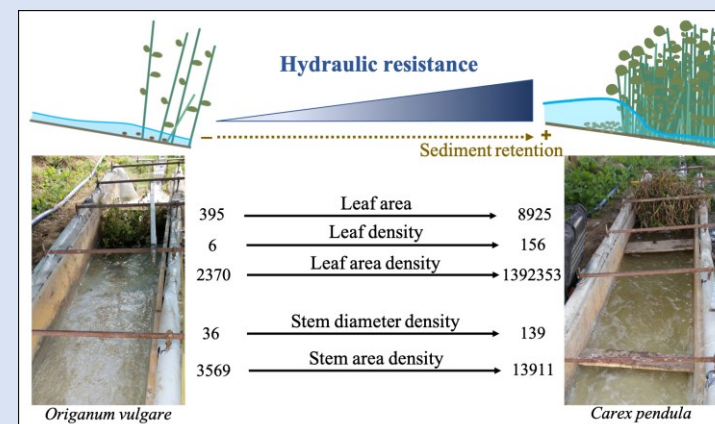 Hydraulic resistance
− +
Sediment retention
395 Leaf area 8925
6 Leaf density 156
2370 Leaf area density 1392353
36 Stem diameter density 139
3569 Stem area density 13911
Origanum vulgare Carex pendula